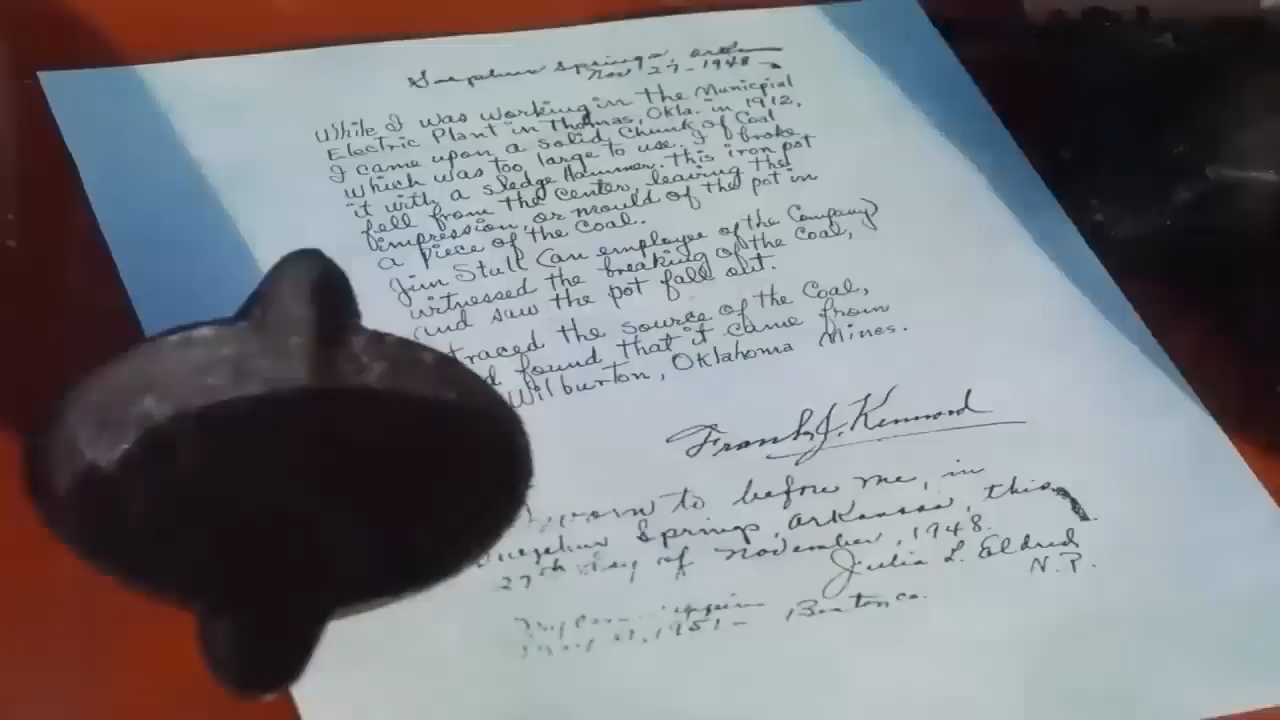 Sulphur Springs, Ark.
Nov 27-1948
While I was working in the Municpial
Electric Plant in Thomas, Okla. in 1912,
I came upon a solid chunk of Coal
which was too large to use. I broke
it with a sledge Hammer. This iron pot
fell from the center, leaving the
impression, or mould of the pot in
a piece of the coal.
Jim Stull (an employee of the Company)
witnessed the breaking of the coal,
and saw the pot fall out.
traced the source of the Coal,
found that it came from
Wilburton, Oklahoma Mines.
Frank J. Kennard
to before me, in
Springs, Arkansas, this
27th day of November, 1948.
Julia L. Eldred
N.P.
Benton Co.
1951-